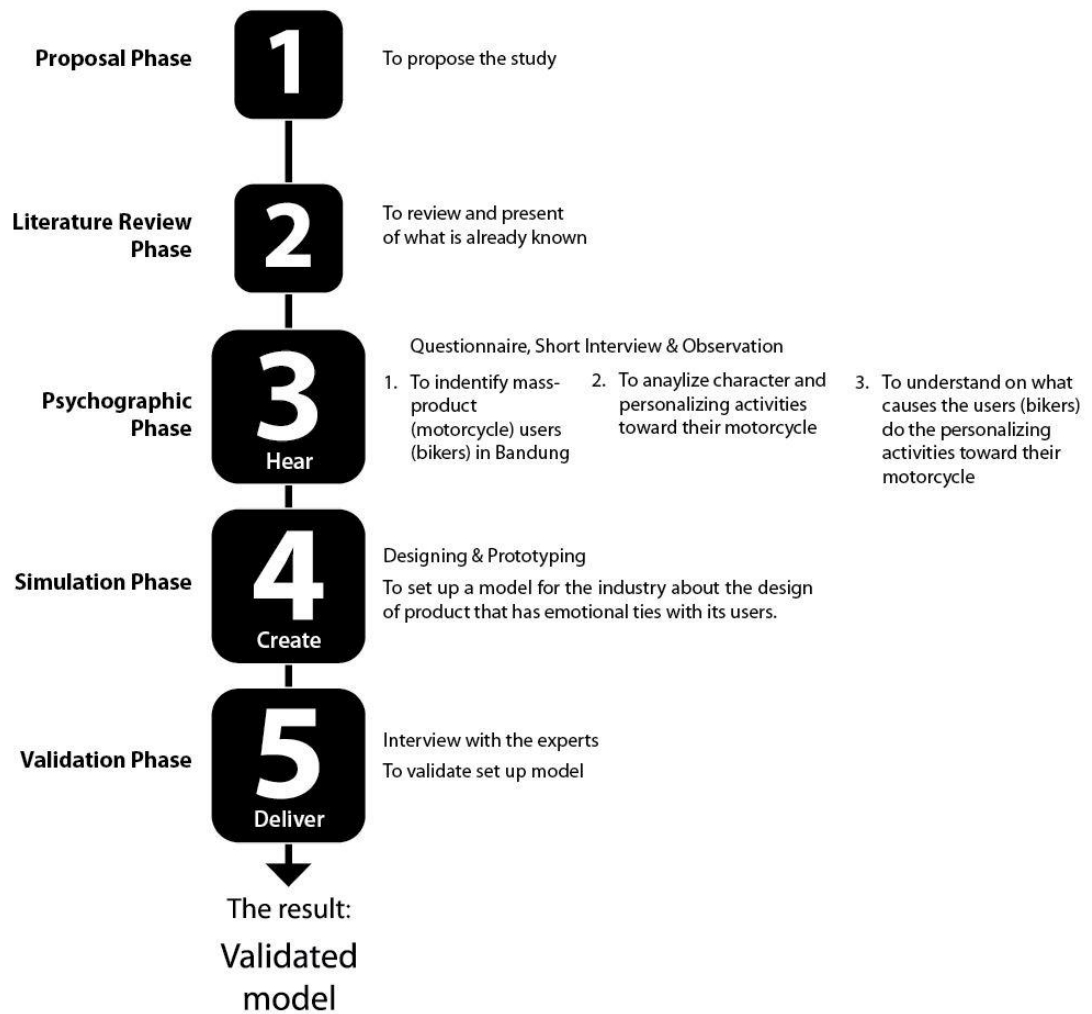 Proposal Phase
1
To propose the study
Literature Review
Phase
2
To review and present
of what is already known
Psychographic
Phase
3
Hear
Questionnaire, Short Interview & Observation
1. To indentify mass-
product
(motorcycle) users
(bikers) in Bandung
2. To anaylize character and
personalizing activities
toward their motorcycle
3. To understand on what
causes the users (bikers)
do the personalizing
activities toward their
motorcycle
Simulation Phase
4
Create
Designing & Prototyping
To set up a model for the industry about the design
of product that has emotional ties with its users.
Validation Phase
5
Deliver
Interview with the experts
To validate set up model
The result:
Validated
model